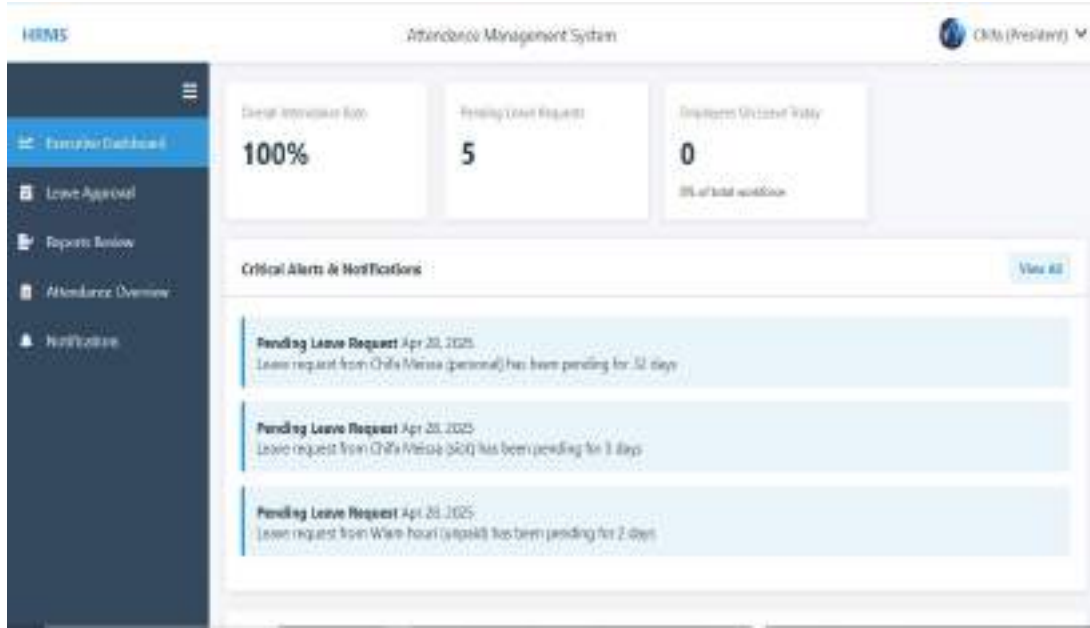 HRMS
Attendance Management System
Chifa (President)
Executive Dashboard
Leave Approval
Reports Review
Attendance Overview
Notification
Overall Attendance Rate
100%
Pending Leave Requests
5
Employees On Leave Today
0
0% of total workforce
Critical Alerts & Notifications
View All
Pending Leave Request Apr 28, 2025
Leave request from Chifa Meissa (personal) has been pending for 32 days
Pending Leave Request Apr 28, 2025
Leave request from Chifa Meissa (sick) has been pending for 3 days
Pending Leave Request Apr 28, 2025
Leave request from Wiam houri (unpaid) has been pending for 2 days